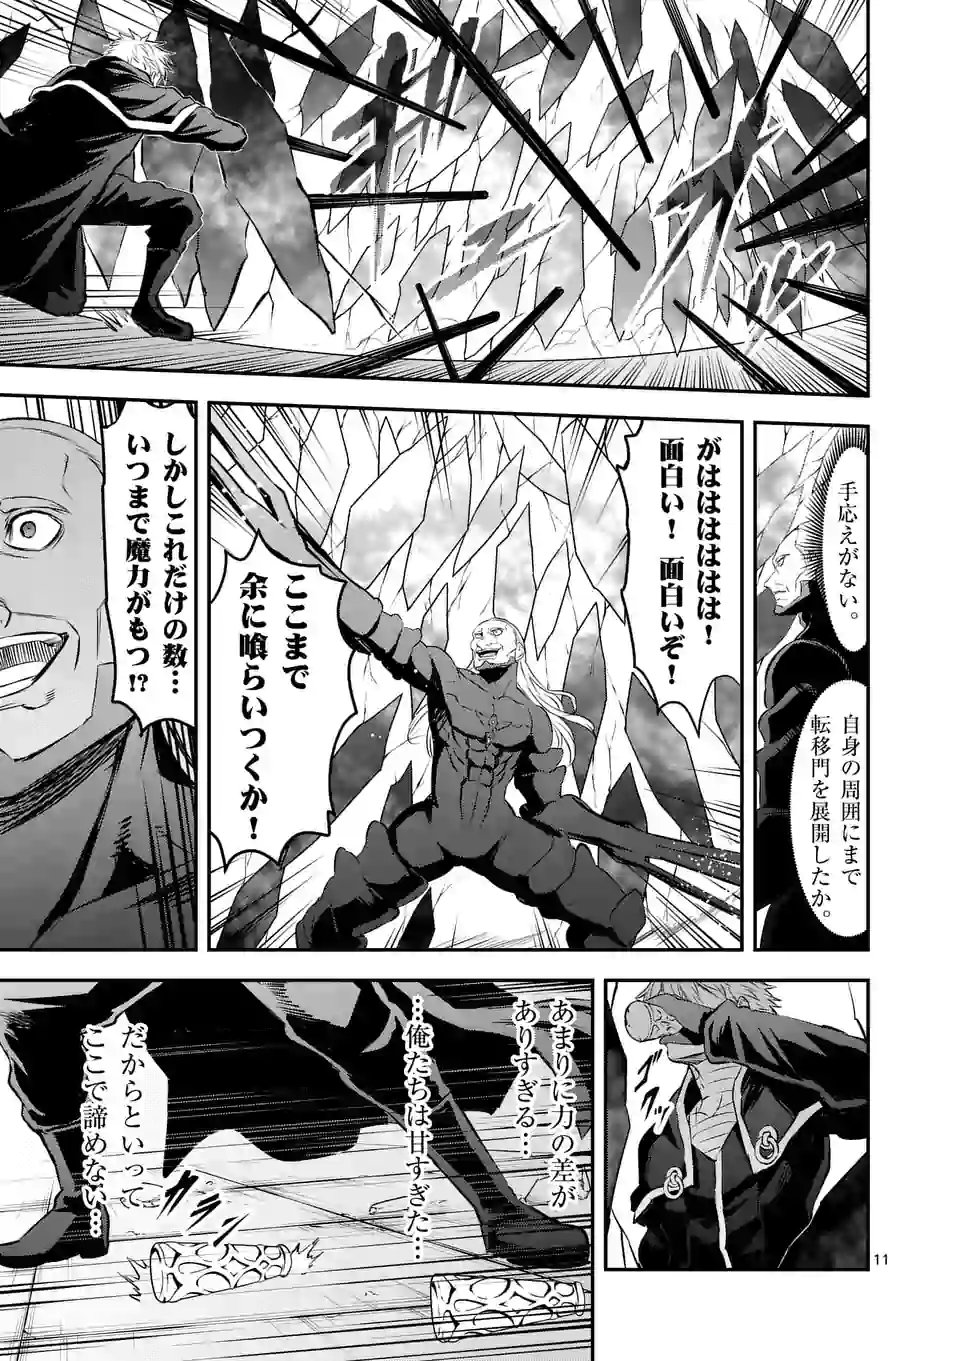 手応えがない。
自身の周囲にまで
転移門を展開したか。
がはははははは！
面白い！面白いぞ！
ここまで
余に喰らいつくか！
しかしこれだけの数…
いつまで魔力がもつ!?
ゴク
ゴク
あまりに力の差が
ありすぎる…
…俺たちは甘すぎた…
だからといって
ここで諦めない…
11